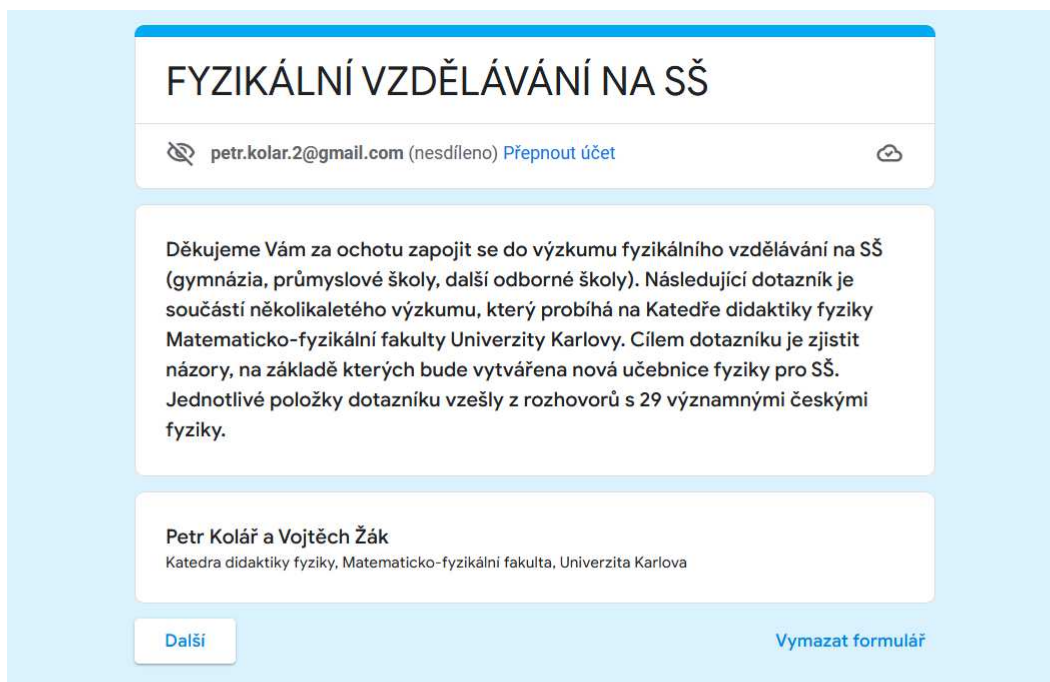 FYZIKÁLNÍ VZDĚLÁVÁNÍ NA SŠ
petr.kolar.2@gmail.com (nesdíleno) Přepnout účet
Děkujeme Vám za ochotu zapojit se do výzkumu fyzikálního vzdělávání na SŠ
(gymnázia, průmyslové školy, další odborné školy). Následující dotazník je
součástí několikaletého výzkumu, který probíhá na Katedře didaktiky fyziky
Matematicko-fyzikální fakulty Univerzity Karlovy. Cílem dotazníku je zjistit
názory, na základě kterých bude vytvářena nová učebnice fyziky pro SŠ.
Jednotlivé položky dotazníku vzešly z rozhovorů s 29 významnými českými
fyziky.
Petr Kolář a Vojtěch Žák
Katedra didaktiky fyziky, Matematicko-fyzikální fakulta, Univerzita Karlova
Další Vymazat formulář